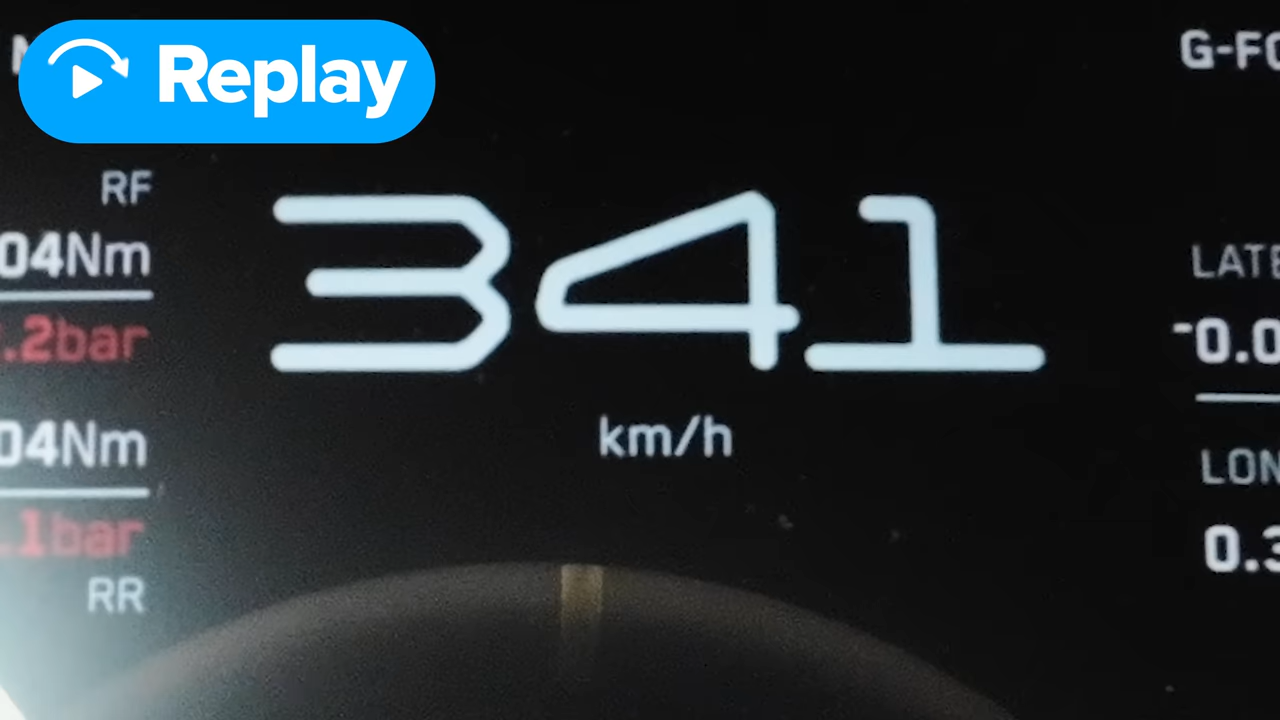 Replay
G-FO
RF
04Nm
.2bar
341
km/h
04Nm
.1bar
RR
LATE
-0.0
LON
0.3